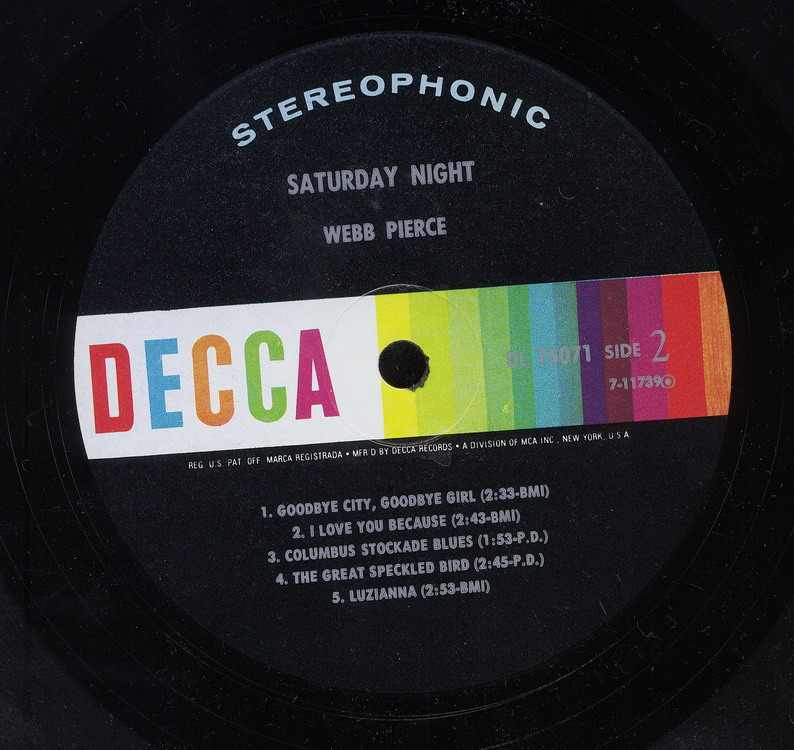 STEREOPHONIC
SATURDAY NIGHT
WEBB PIERCE
DECCA
DL 75071 SIDE 2
7-11739
REG. U.S. PAT. OFF. MARCA REGISTRADA • MFR'D BY DECCA RECORDS • A DIVISION OF MCA INC., NEW YORK, U.S.A.
1. GOODBYE CITY, GOODBYE GIRL (2:33-BMI)
2. I LOVE YOU BECAUSE (2:43-BMI)
3. COLUMBUS STOCKADE BLUES (1:53-P.D.)
4. THE GREAT SPECKLED BIRD (2:45-P.D.)
5. LUZIANNA (2:53-BMI)